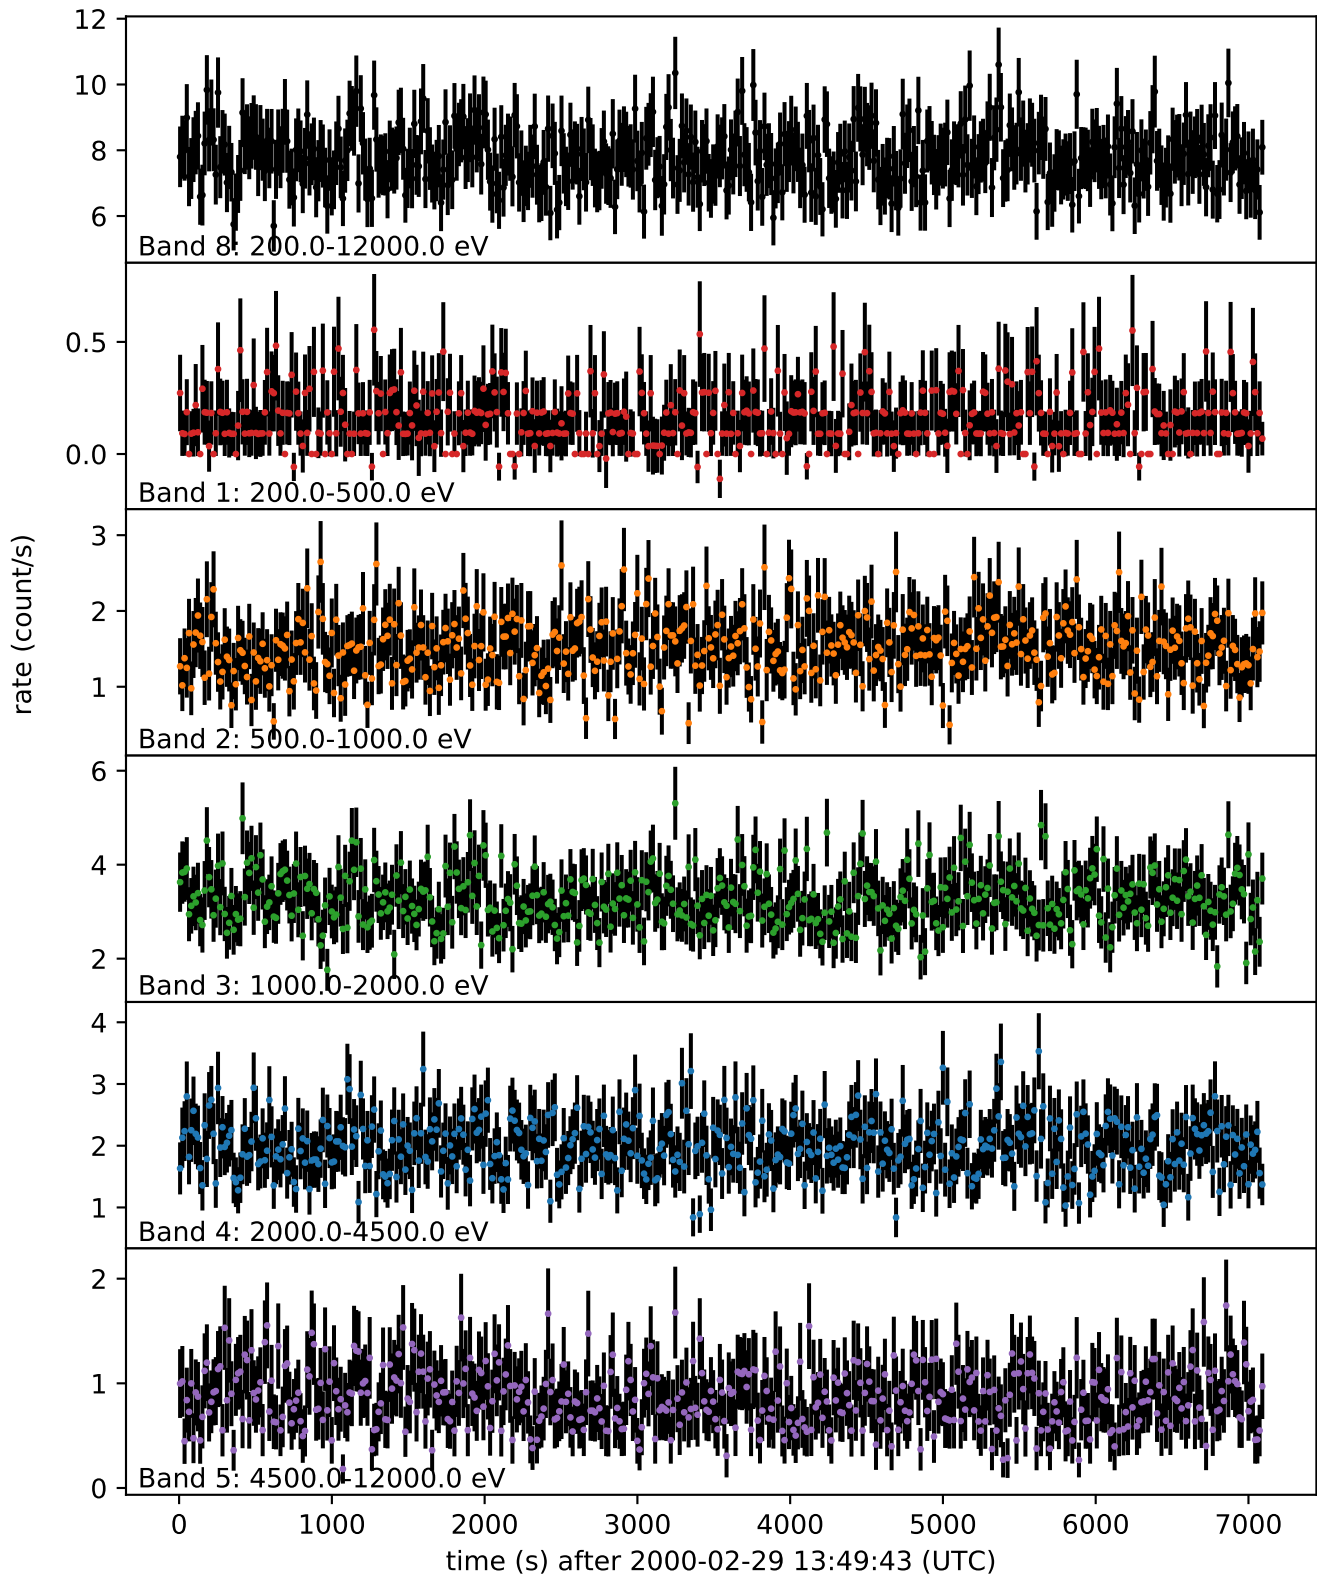 rate (count/s)
12
10
8
6
Band 8: 200.0-12000.0 eV
0.5
0.0
Band 1: 200.0-500.0 eV
3
2
1
Band 2: 500.0-1000.0 eV
6
4
2
Band 3: 1000.0-2000.0 eV
4
3
2
1
Band 4: 2000.0-4500.0 eV
2
1
0
Band 5: 4500.0-12000.0 eV
0 1000 2000 3000 4000 5000 6000 7000
time (s) after 2000-02-29 13:49:43 (UTC)